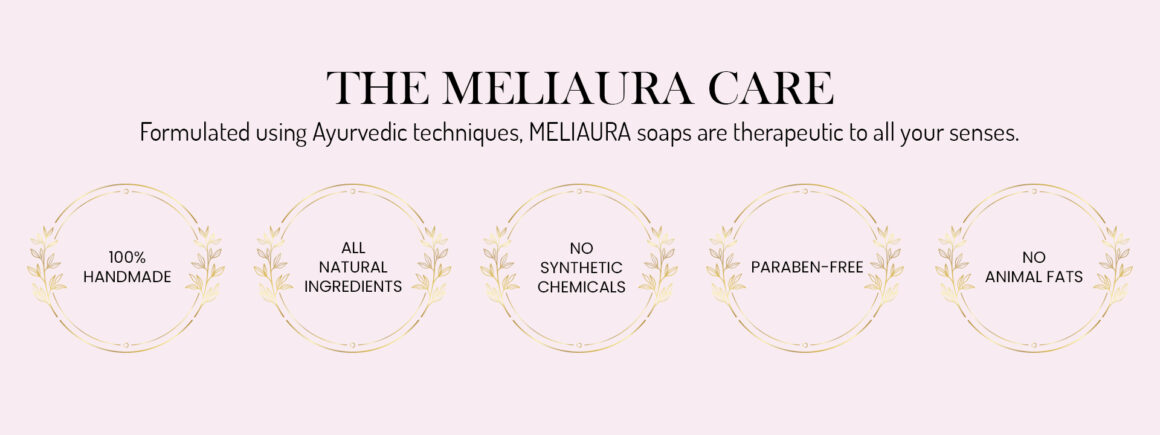 THE MELIAURA CARE
Formulated using Ayurvedic techniques, MELIAURA soaps are therapeutic to all your senses.
100%
HANDMADE
ALL
NATURAL
INGREDIENTS
NO
SYNTHETIC
CHEMICALS
PARABEN-FREE
NO
ANIMAL FATS